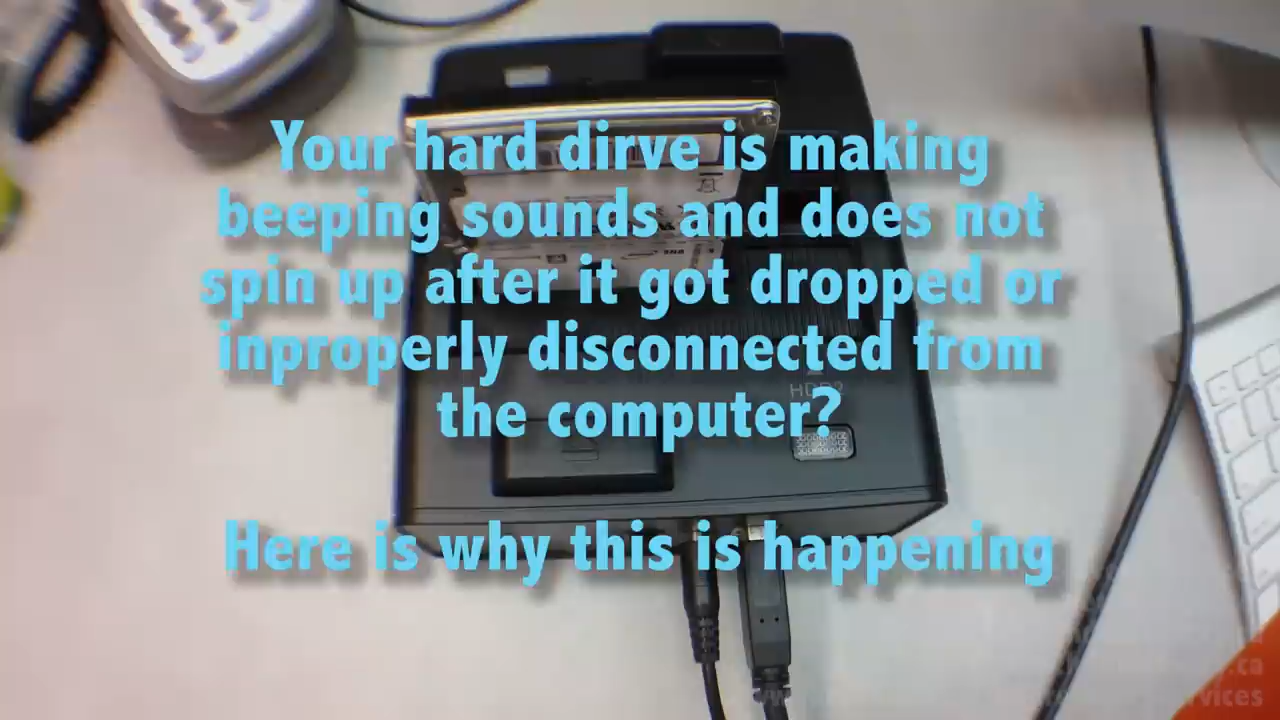 Your hard dirve is making
beeping sounds and does not
spin up after it got dropped or
inproperly disconnected from
the computer?
HDD2
Here is why this is happening